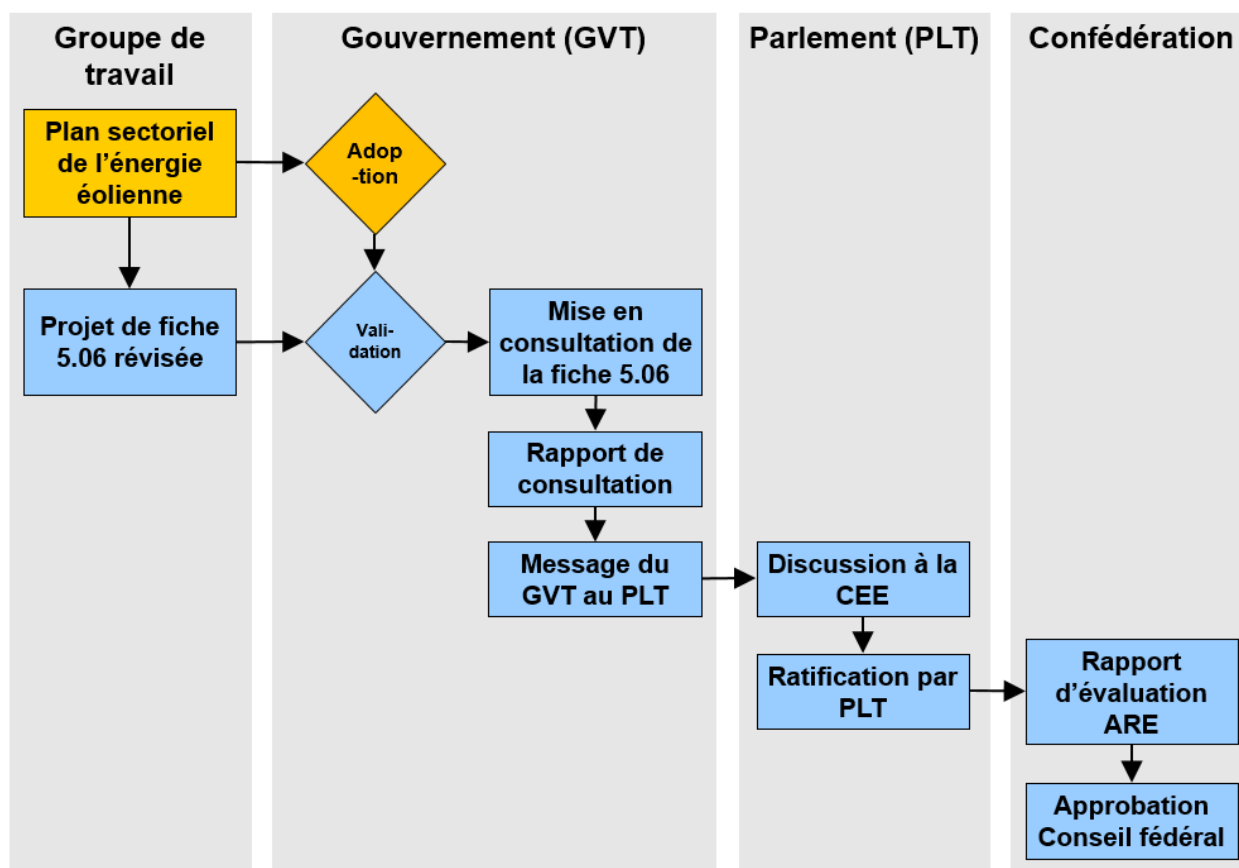 Groupe de
travail
Gouvernement (GVT)
Parlement (PLT)
Confédération
Plan sectoriel
de l’énergie
éolienne
Adop
-tion
Projet de fiche
5.06 révisée
Vali-
dation
Mise en
consultation de
la fiche 5.06
Rapport de
consultation
Message du
GVT au PLT
Discussion à la
CEE
Ratification par
PLT
Rapport
d’évaluation
ARE
Approbation
Conseil fédéral